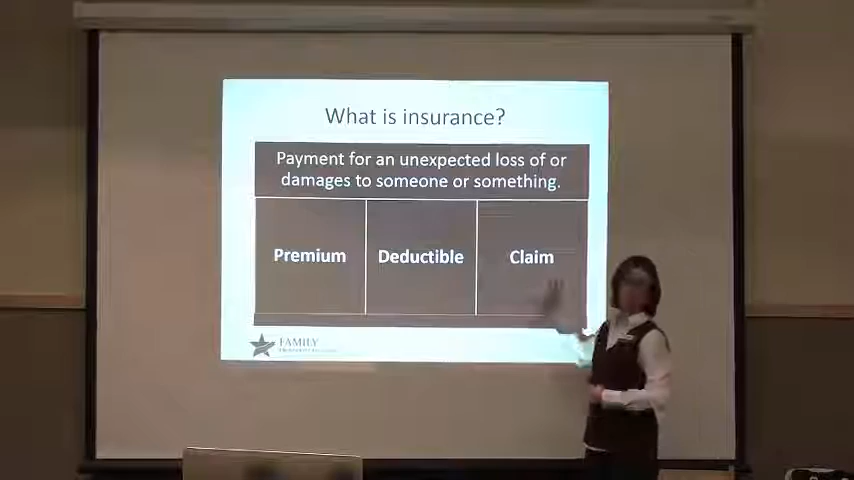 What is insurance?
Payment for an unexpected loss of or
damages to someone or something.
Premium
Deductible
Claim
FAMILY